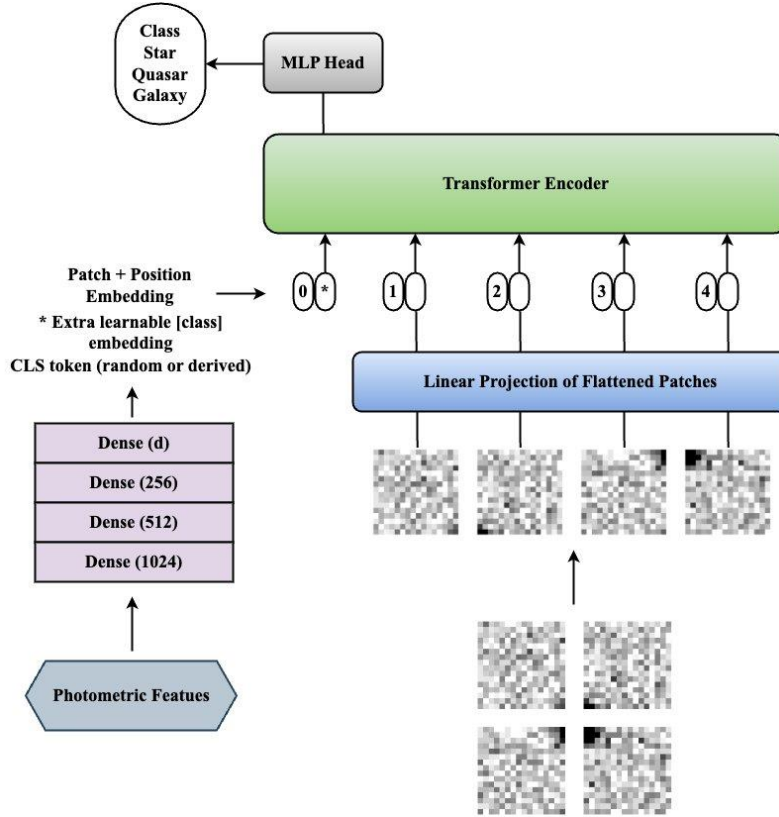 Class
Star
Quasar
Galaxy
MLP Head
Transformer Encoder
Patch + Position
Embedding
* Extra learnable [class]
embedding
CLS token (random or derived)
0 * 1 2 3 4
Linear Projection of Flattened Patches
Dense (d)
Dense (256)
Dense (512)
Dense (1024)
Photometric Featues